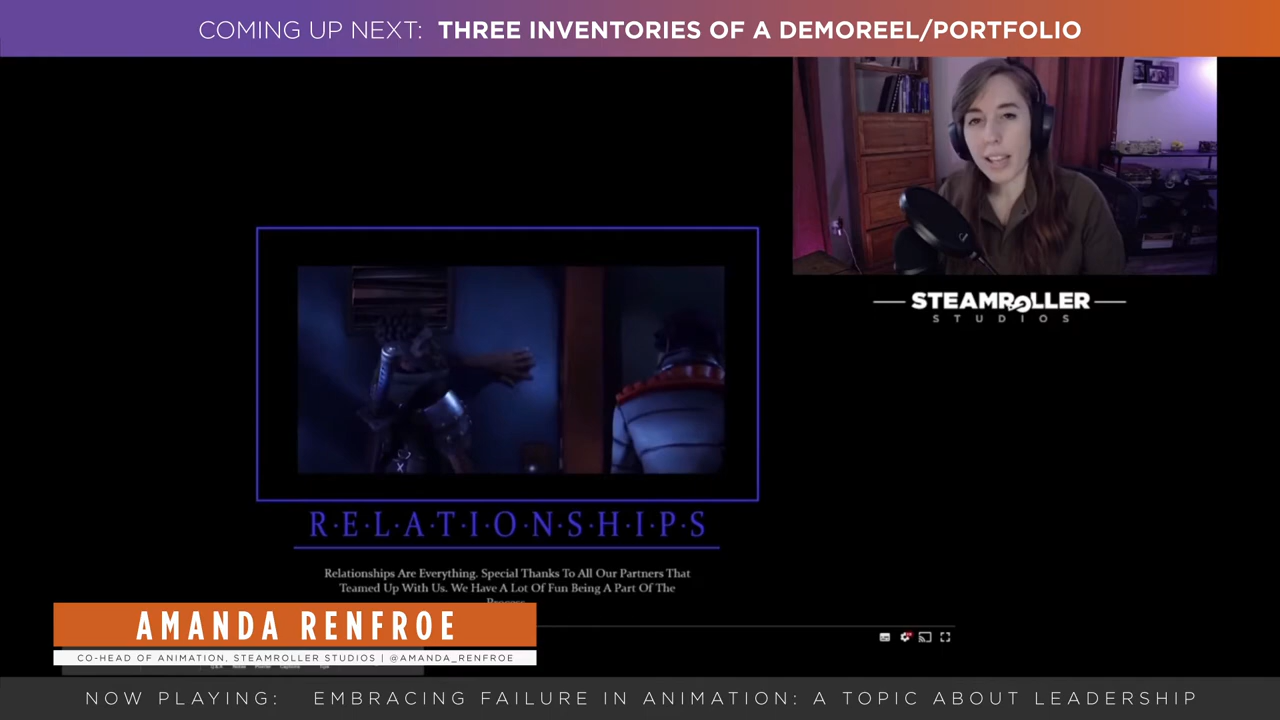 COMING UP NEXT: THREE INVENTORIES OF A DEMOREEL/PORTFOLIO
STEAMROLLER
STUDIOS
R·E·L·A·T·I·O·N·S·H·I·P·S
Relationships Are Everything. Special Thanks To All Our Partners That
Teamed Up With Us. We Have A Lot Of Fun Being A Part Of The
AMANDA RENFROE
CO-HEAD OF ANIMATION, STEAMROLLER STUDIOS | @AMANDA_RENFROE
NOW PLAYING: EMBRACING FAILURE IN ANIMATION: A TOPIC ABOUT LEADERSHIP